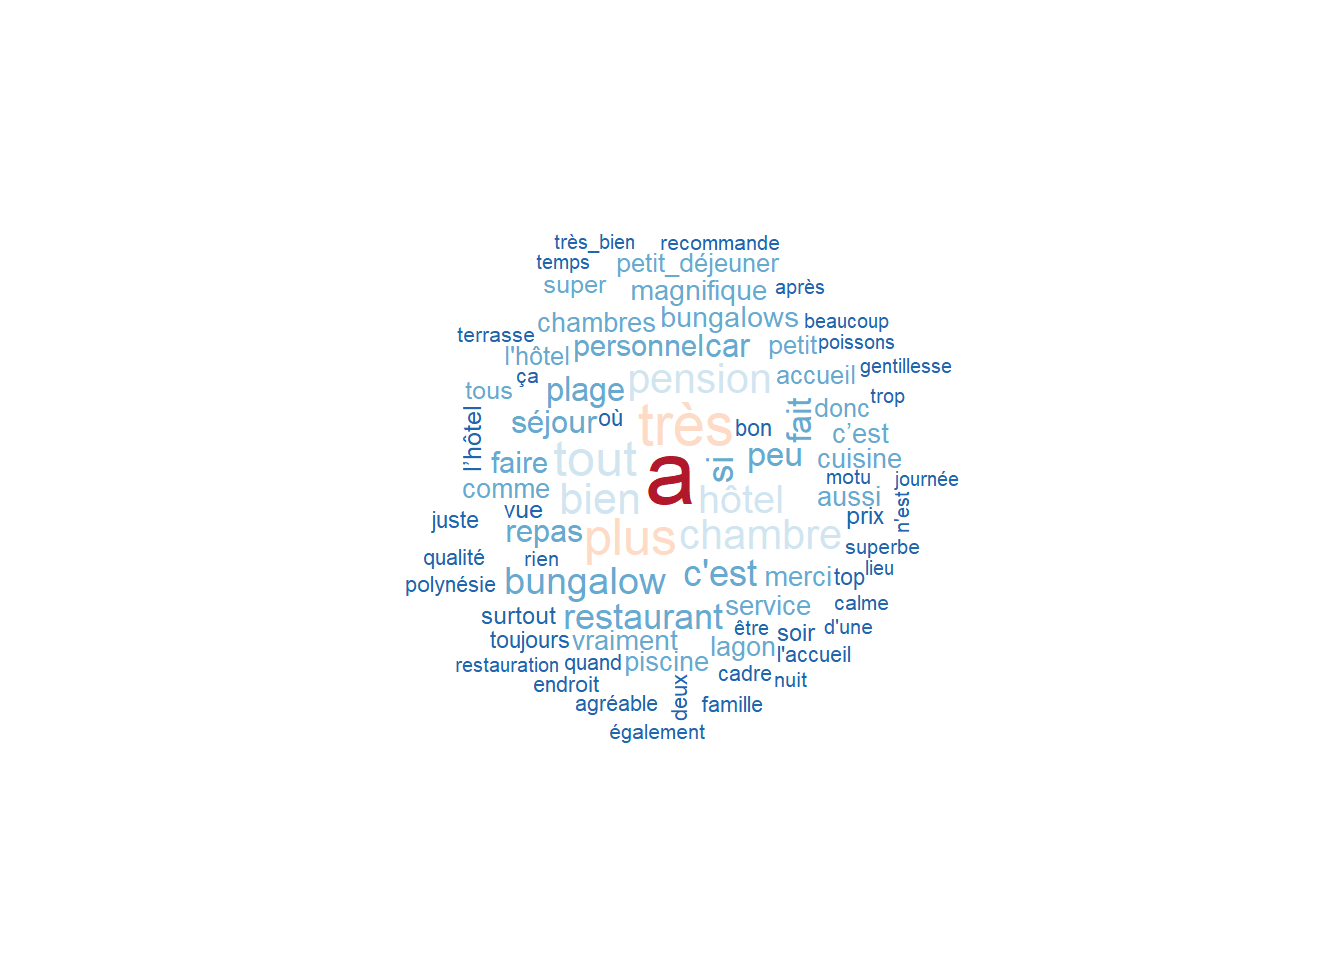 très_bien recommande
temps petit_déjeuner
super magnifique après
chambres bungalows beaucoup
terrasse personnel car petit poissons
l'hôtel pension accueil gentillesse
ça
tous plage trop
séjour où très bon fait donc
l’hôtel c’est
faire tout a si peu cuisine
comme bien hôtel aussi motu journée
juste vue prix n'est
repas plus chambre superbe
qualité rien
polynésie bungalow c'est merci top lieu
surtout restaurant service calme
toujours vraiment être soir d'une
restauration quand piscine lagon l'accueil
endroit deux cadre nuit
agréable famille
également